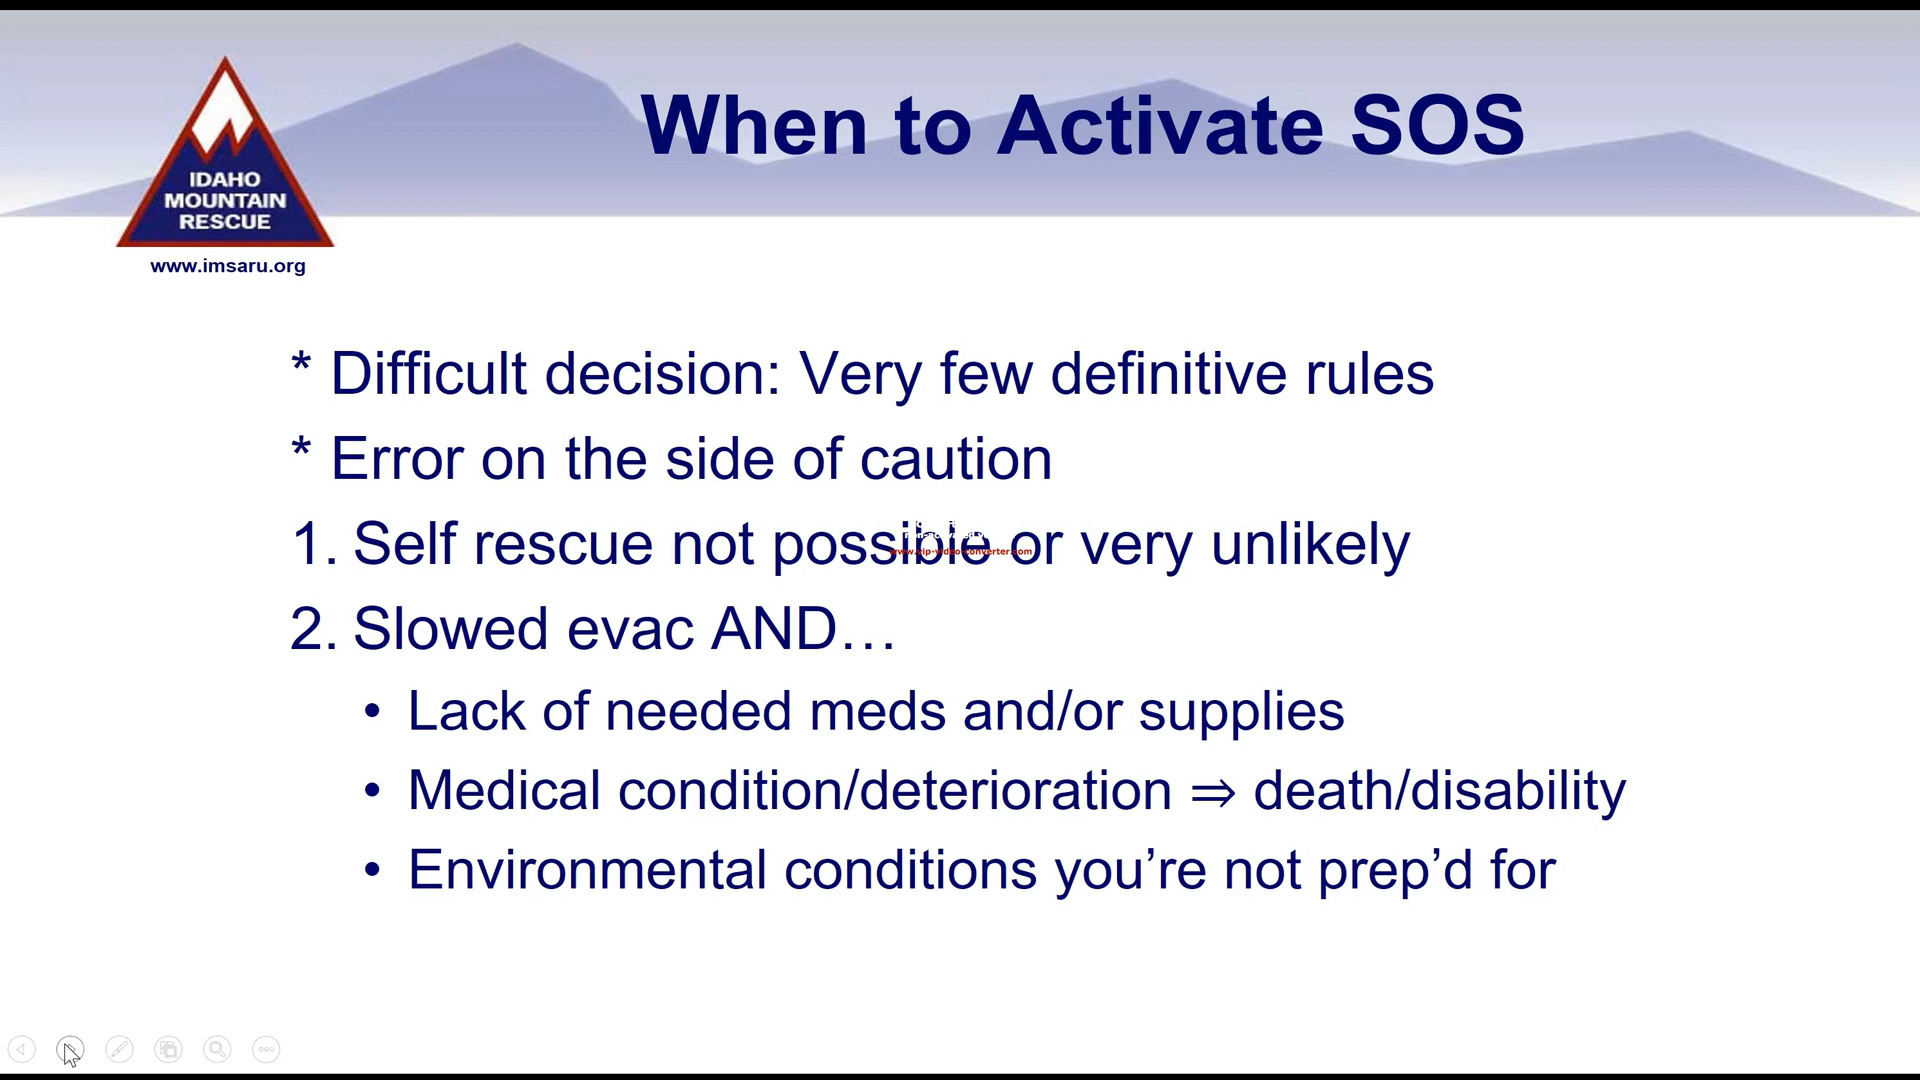 When to Activate SOS
IDAHO
MOUNTAIN
RESCUE
www.imsaru.org
* Difficult decision: Very few definitive rules
* Error on the side of caution
1. Self rescue not possible or very unlikely
2. Slowed evac AND…
• Lack of needed meds and/or supplies
• Medical condition/deterioration ⇒ death/disability
• Environmental conditions you’re not prep’d for